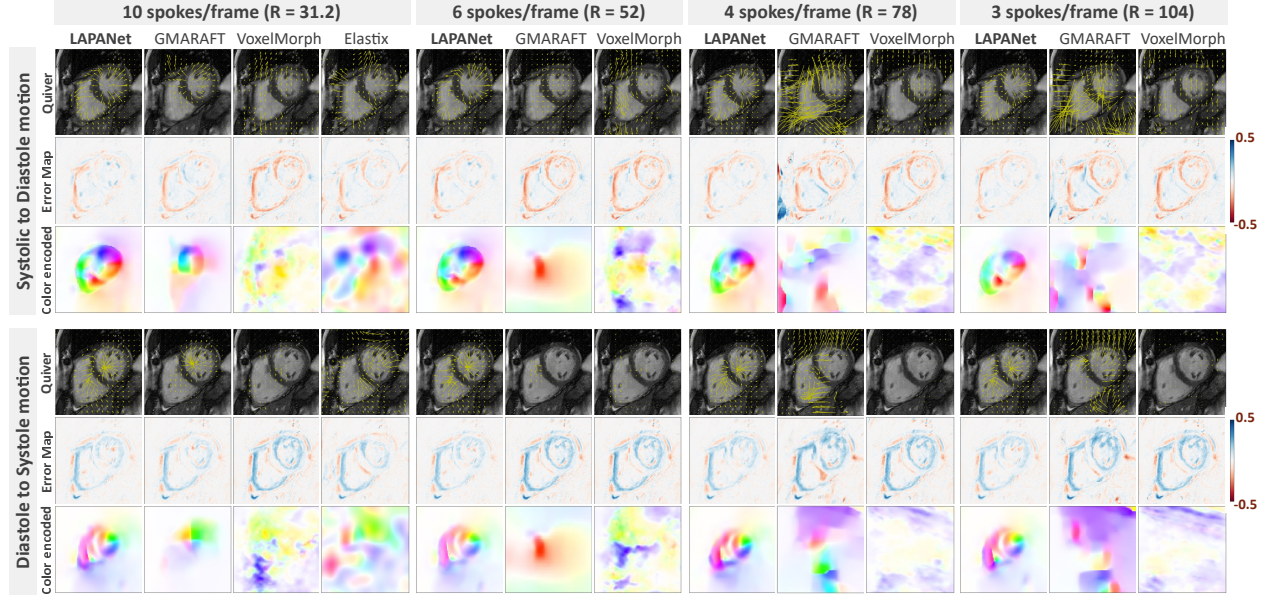 10 spokes/frame (R = 31.2) 6 spokes/frame (R = 52) 4 spokes/frame (R = 78) 3 spokes/frame (R = 104)
LAPANet GMARAFT VoxelMorph Elastix LAPANet GMARAFT VoxelMorph LAPANet GMARAFT VoxelMorph LAPANet GMARAFT VoxelMorph
Systolic to Diastole motion
Quiver
Error Map
Color encoded
0.5
-0.5
Diastole to Systole motion
Quiver
Error Map
Color encoded
0.5
-0.5